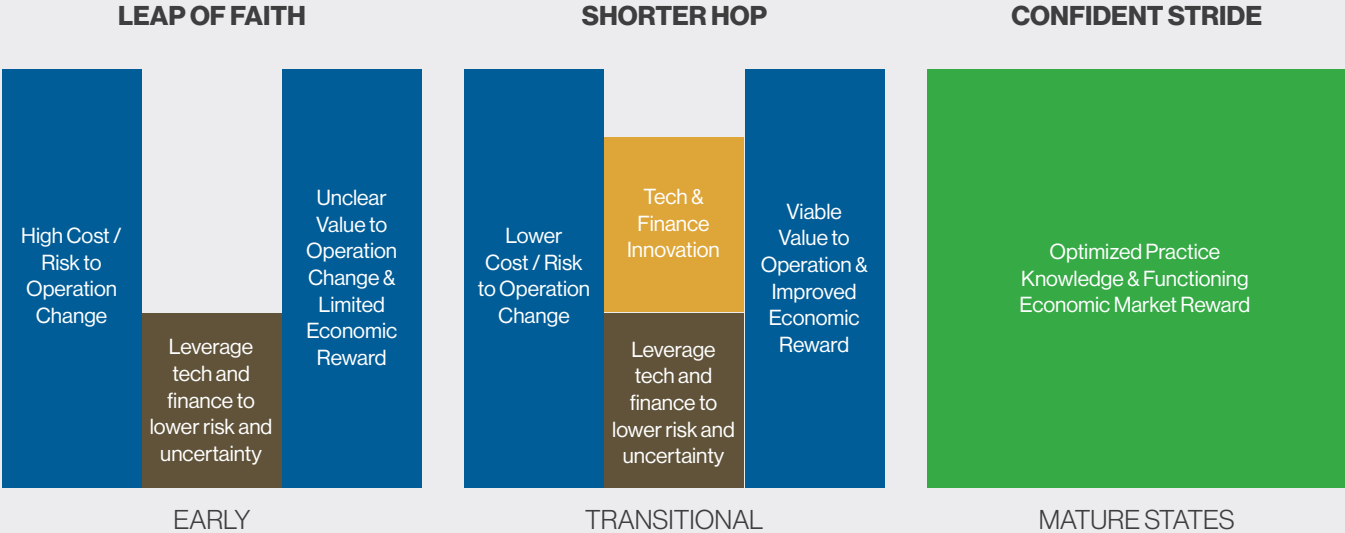 LEAP OF FAITH
High Cost /
Risk to
Operation
Change
Leverage
tech and
finance to
lower risk and
uncertainty
Unclear
Value to
Operation
Change &
Limited
Economic
Reward
EARLY
SHORTER HOP
Lower
Cost / Risk
to Operation
Change
Tech &
Finance
Innovation
Leverage
tech and
finance to
lower risk and
uncertainty
Viable
Value to
Operation &
Improved
Economic
Reward
TRANSITIONAL
CONFIDENT STRIDE
Optimized Practice
Knowledge & Functioning
Economic Market Reward
MATURE STATES